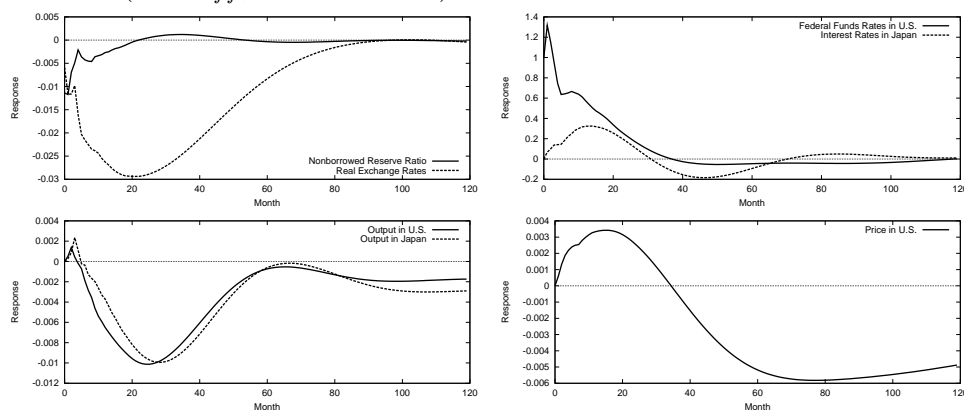 0.005
0
-0.005
-0.01
-0.015
-0.02
-0.025
-0.03
0 20 40 60 80 100 120
Response
Month
Nonborrowed Reserve Ratio
Real Exchange Rates
1.4
1.2
1
0.8
0.6
0.4
0.2
0
-0.2
0 20 40 60 80 100 120
Response
Month
Federal Funds Rates in U.S.
Interest Rates in Japan
0.004
0.002
0
-0.002
-0.004
-0.006
-0.008
-0.01
-0.012
0 20 40 60 80 100 120
Response
Month
Output in U.S.
Output in Japan
0.004
0.003
0.002
0.001
0
-0.001
-0.002
-0.003
-0.004
-0.005
-0.006
0 20 40 60 80 100 120
Response
Month
Price in U.S.